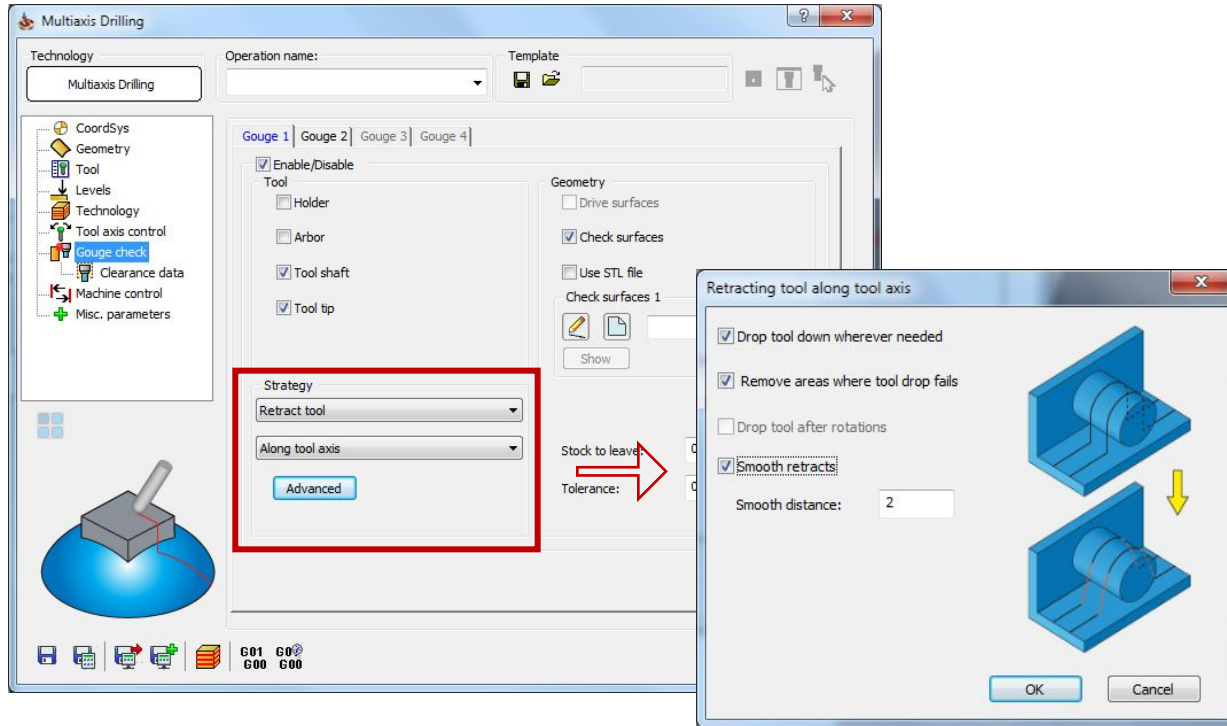 Multiaxis Drilling
Technology
Multiaxis Drilling
Operation name:
Template
CoordSys
Geometry
Tool
Levels
Technology
Tool axis control
Gouge check
Clearance data
Machine control
Misc. parameters
Gouge 1 Gouge 2 Gouge 3 Gouge 4
Enable/Disable
Tool
Holder
Arbor
Tool shaft
Tool tip
Geometry
Drive surfaces
Check surfaces
Use STL file
Check surfaces 1
Show
Strategy
Retract tool
Along tool axis
Advanced
Stock to leave: 0
Tolerance: 0
G01 G0
G00 G00
Retracting tool along tool axis
Drop tool down wherever needed
Remove areas where tool drop fails
Drop tool after rotations
Smooth retracts
Smooth distance: 2
OK Cancel